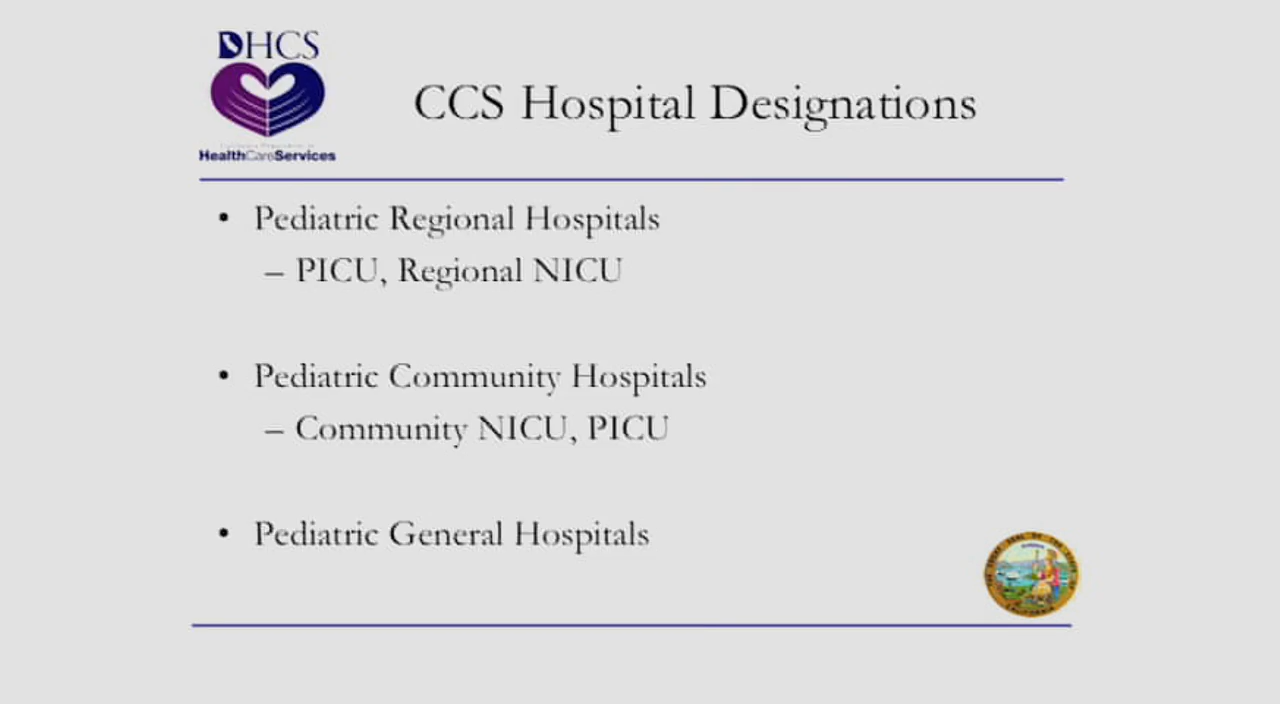 DHCS
HealthCareServices
CCS Hospital Designations
• Pediatric Regional Hospitals
– PICU, Regional NICU
• Pediatric Community Hospitals
– Community NICU, PICU
• Pediatric General Hospitals